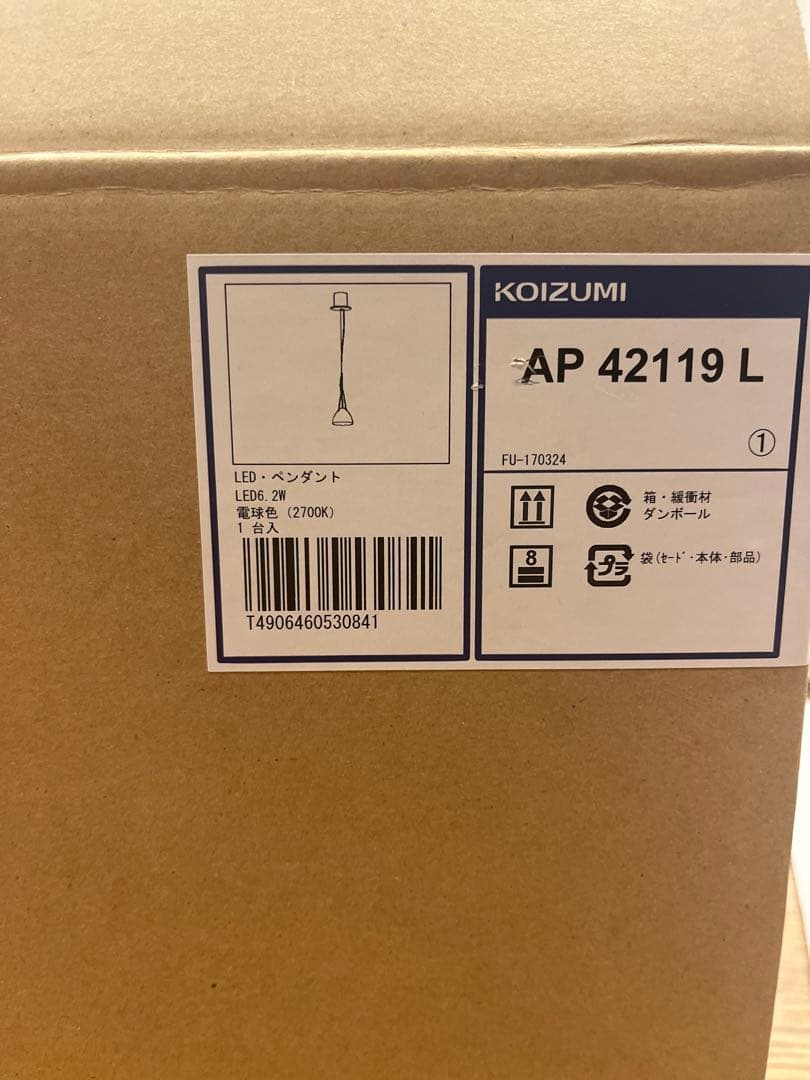 LED・ペンダント
LED6.2W
電球色（2700K）
1 台入
T4906460530841
KOIZUMI
AP 42119 L
①
FU-170324
箱・緩衝材
ダンボール
8
プラ
袋(ｾｰﾄﾞ・本体・部品)